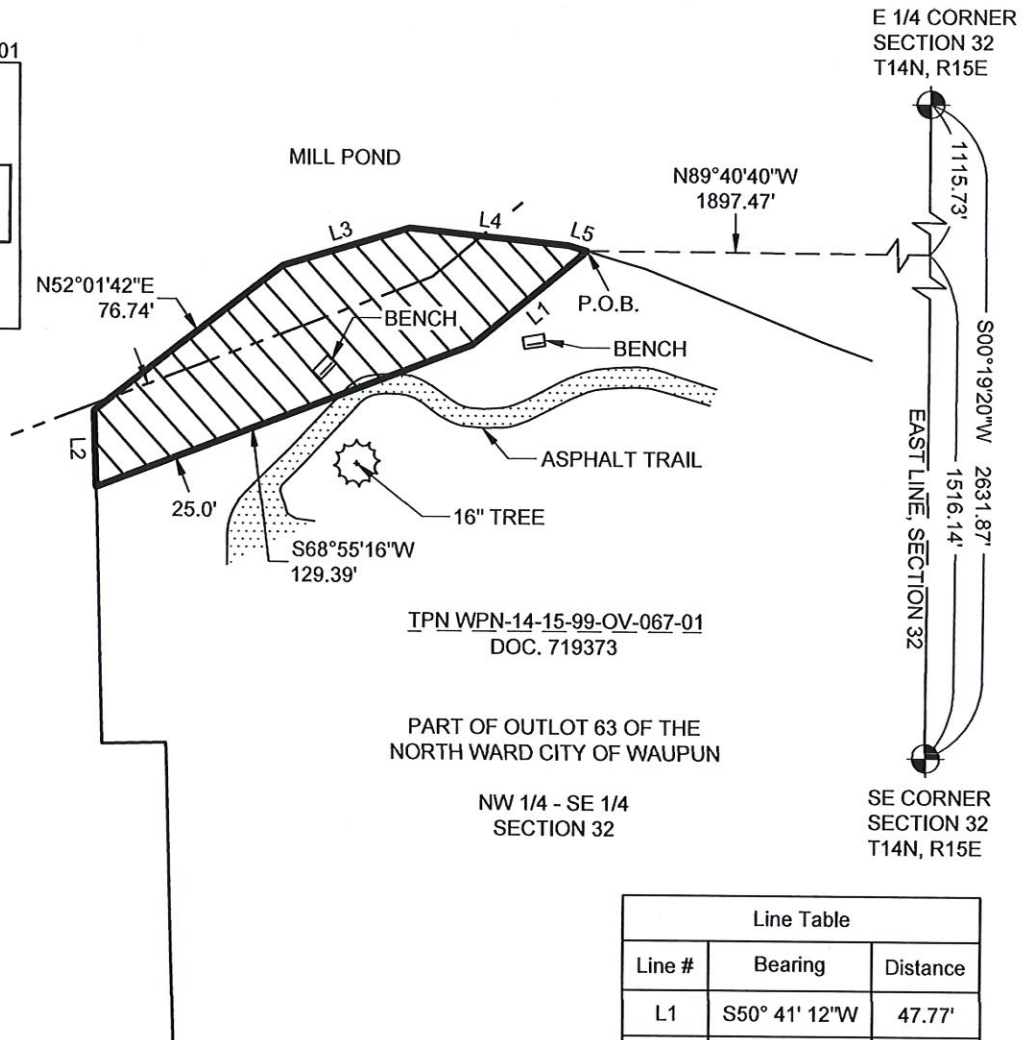 E 1/4 CORNER
SECTION 32
T14N, R15E
01
MILL POND
N89°40'40"W
1897.47'
1115.73'
L3
L4
L5
N52°01'42"E
76.74'
BENCH
P.O.B.
L1
BENCH
S00°19'20"W 2631.87'
L2
25.0'
ASPHALT TRAIL
EAST LINE, SECTION 32
1516.14'
16" TREE
S68°55'16"W
129.39'
TPN WPN-14-15-99-OV-067-01
DOC. 719373
PART OF OUTLOT 63 OF THE
NORTH WARD CITY OF WAUPUN
NW 1/4 - SE 1/4
SECTION 32
SE CORNER
SECTION 32
T14N, R15E
Line Table
Line # Bearing Distance
L1 S50° 41' 12"W 47.77'